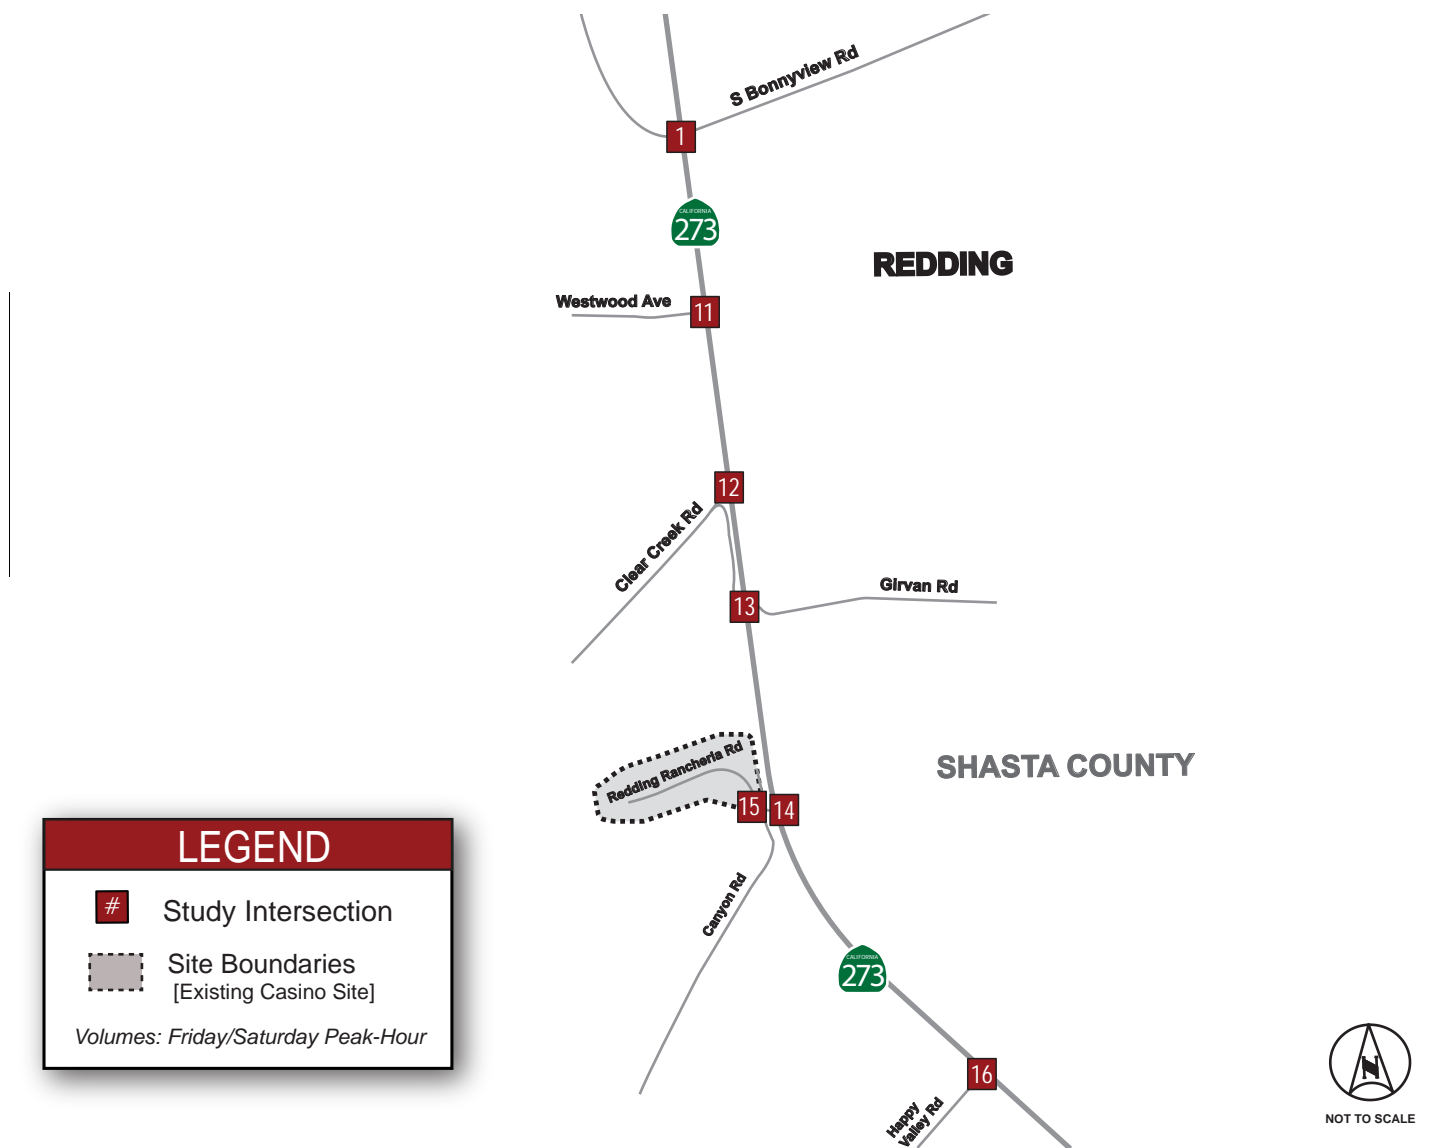 S Bonnyview Rd
1
CALIFORNIA
273
REDDING
Westwood Ave
11
12
Clear Creek Rd
Girvan Rd
13
Redding Rancheria Rd
SHASTA COUNTY
15
14
LEGEND
#
Study Intersection
Site Boundaries
[Existing Casino Site]
Volumes: Friday/Saturday Peak-Hour
Canyon Rd
CALIFORNIA
273
16
Happy
Valley Rd
N
NOT TO SCALE